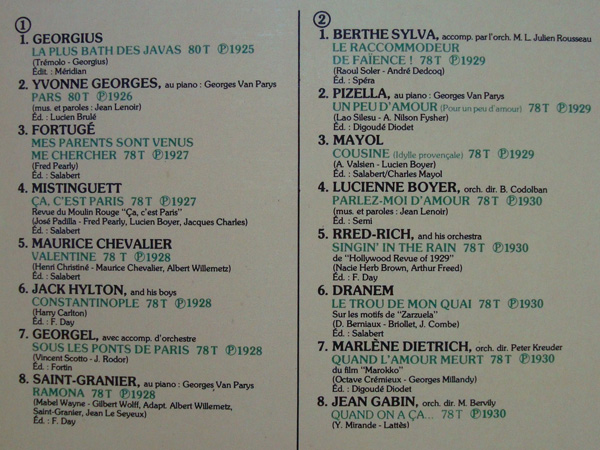 ①
1. GEORGIUS
LA PLUS BATH DES JAVAS 80 T ℗1925
(Trémolo - Georgius)
Édit. : Méridian
2. YVONNE GEORGES, au piano : Georges Van Parys
PARS 80 T ℗1926
(mus. et paroles : Jean Lenoir)
Ed. : Lucien Brulé
3. FORTUGÉ
MES PARENTS SONT VENUS
ME CHERCHER 78 T ℗1927
(Fred Pearly)
Éd. : Salabert
4. MISTINGUETT
ÇA, C'EST PARIS 78 T ℗1927
Revue du Moulin Rouge "Ça, c'est Paris"
(José Padilla - Fred Pearly, Lucien Boyer, Jacques Charles)
Éd. : Salabert
5. MAURICE CHEVALIER
VALENTINE 78 T ℗1928
(Henri Christiné - Maurice Chevalier, Albert Willemetz)
Éd. : Salabert
6. JACK HYLTON, and his boys
CONSTANTINOPLE 78 T ℗1928
(Harry Carlton)
Éd. : F. Day
7. GEORGEL, avec accomp. d'orchestre
SOUS LES PONTS DE PARIS 78 T ℗1928
(Vincent Scotto - J. Rodor)
Éd. : Fortin
8. SAINT-GRANIER, au piano : Georges Van Parys
RAMONA 78 T ℗1928
(Mabel Wayne - Gilbert Wolff, Adapt. Albert Willemetz,
Saint-Granier, Jean Le Seyeux)
Éd. : F. Day
②
1. BERTHE SYLVA, accomp. par l'orch. M. L. Julien Rousseau
LE RACCOMMODEUR
DE FAÏENCE ! 78 T ℗1929
(Raoul Soler - André Dedcoq)
Éd. : Spéra
2. PIZELLA, au piano : Georges Van Parys
UN PEU D'AMOUR (Pour un peu d'amour) 78 T ℗1929
(Lao Silesu - A. Nilson Fysher)
Éd. : Digoudé Diodet
3. MAYOL
COUSINE (Idylle provençale) 78 T ℗1929
(A. Valsien - Lucien Boyer)
Éd. : Salabert/Charles Mayol
4. LUCIENNE BOYER, orch. dir. B. Codolban
PARLEZ-MOI D'AMOUR 78 T ℗1930
(mus. et paroles : Jean Lenoir)
Éd. : Semi
5. RRED-RICH, and his orchestra
SINGIN' IN THE RAIN 78 T ℗1930
de "Hollywood Revue of 1929"
(Nacie Herb Brown, Arthur Freed)
Éd. : F. Day
6. DRANEM
LE TROU DE MON QUAI 78 T ℗1930
Sur les motifs de "Zarzuela"
(D. Berniaux - Briollet, J. Combe)
Éd. : Salabert
7. MARLÈNE DIETRICH, orch. dir. Peter Kreuder
QUAND L'AMOUR MEURT 78 T ℗1930
du film "Marokko"
(Octave Crémieux - Georges Millandy)
Éd. : Digoudé Diodet
8. JEAN GABIN, orch. dir. M. Bervily
QUAND ON A ÇA... 78 T ℗1930
(Y. Mirande - Lattès)